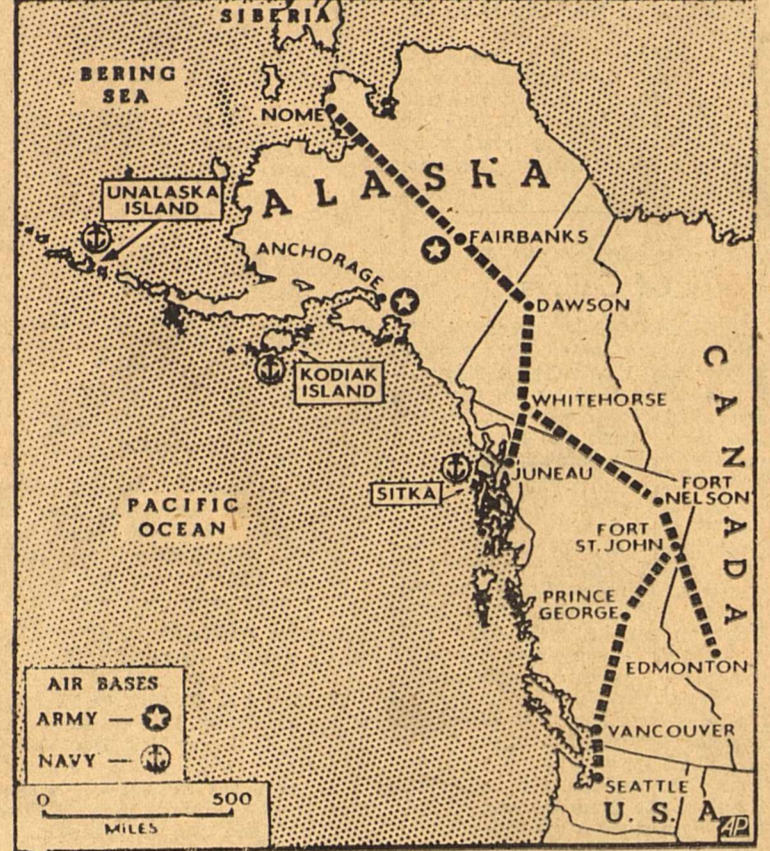 SIBERIA
BERING
SEA
NOME
ALASKA
UNALASKA
ISLAND
FAIRBANKS
ANCHORAGE
DAWSON
KODIAK
ISLAND
WHITEHORSE
CANADA
JUNEAU
SITKA
FORT
NELSON
PACIFIC
OCEAN
FORT
ST. JOHN
PRINCE
GEORGE
EDMONTON
AIR BASES
ARMY —
NAVY —
VANCOUVER
SEATTLE
U. S. A.
0 500
MILES
AP